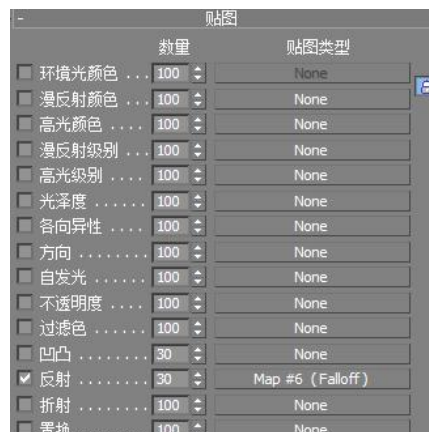 - 贴图
数量 贴图类型
环境光颜色 ... 100 None
漫反射颜色 ... 100 None
高光颜色 .... 100 None
漫反射级别 ... 100 None
高光级别 .... 100 None
光泽度 ...... 100 None
各向异性 .... 100 None
方向 ........ 100 None
自发光 ...... 100 None
不透明度 .... 100 None
过滤色 ...... 100 None
凹凸 ........ 30 None
反射 ........ 30 Map #6 (Falloff)
折射 ........ 100 None
置换 ........ 100 None